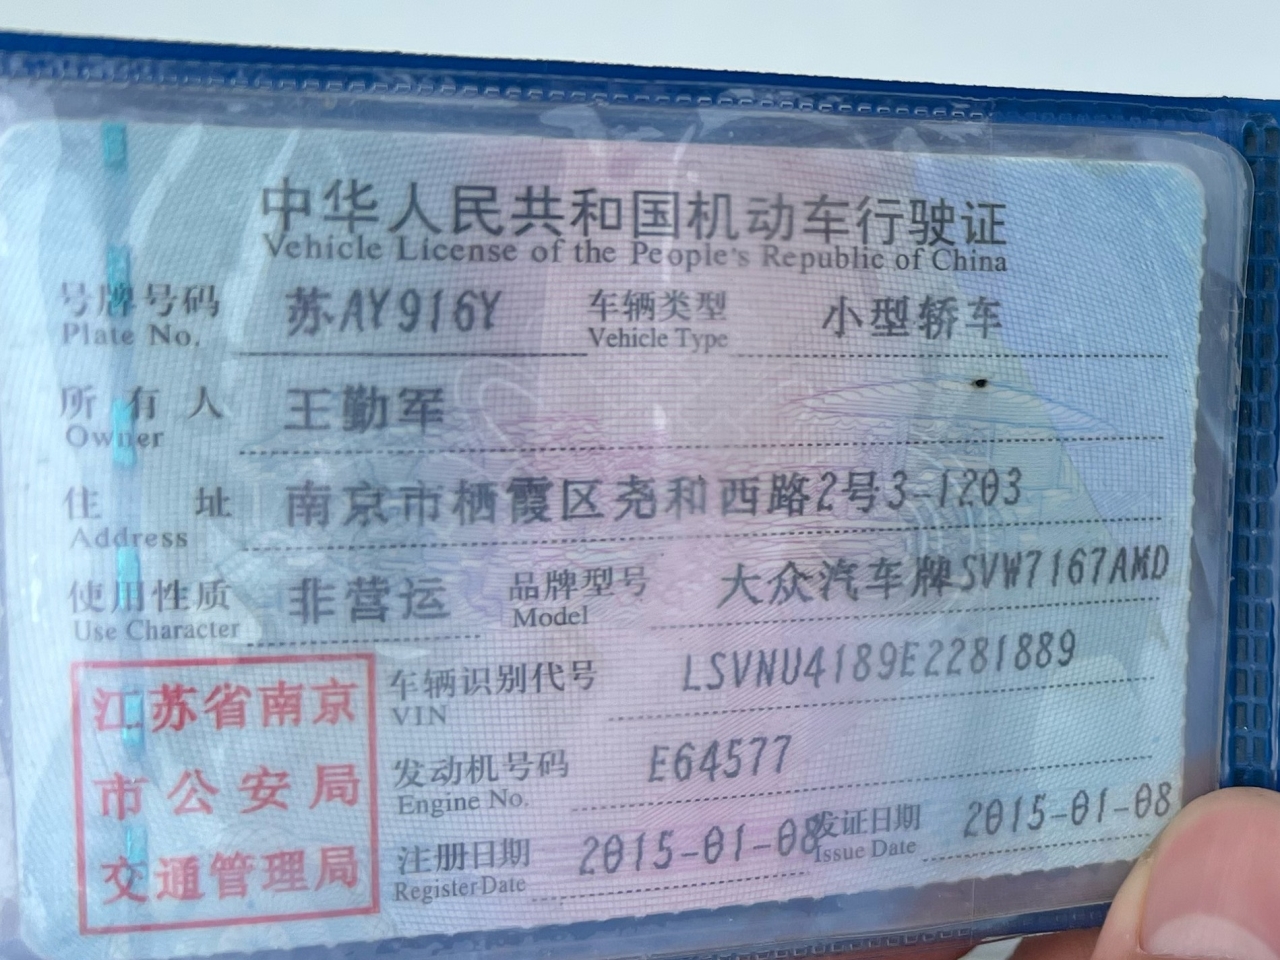 中华人民共和国机动车行驶证
Vehicle License of the People's Republic of China
号牌号码 苏AY916Y 车辆类型 小型轿车
Plate No. Vehicle Type
所有人 王勤军
Owner
住址 南京市栖霞区尧和西路2号3-1203
Address
使用性质 非营运 品牌型号 大众汽车牌SVW7167AMD
Use Character Model
江苏省南京
市公安局
交通管理局
车辆识别代号 LSVNU4189E2281889
VIN
发动机号码 E64577
Engine No.
注册日期 2015-01-08 发证日期 2015-01-08
Register Date Issue Date